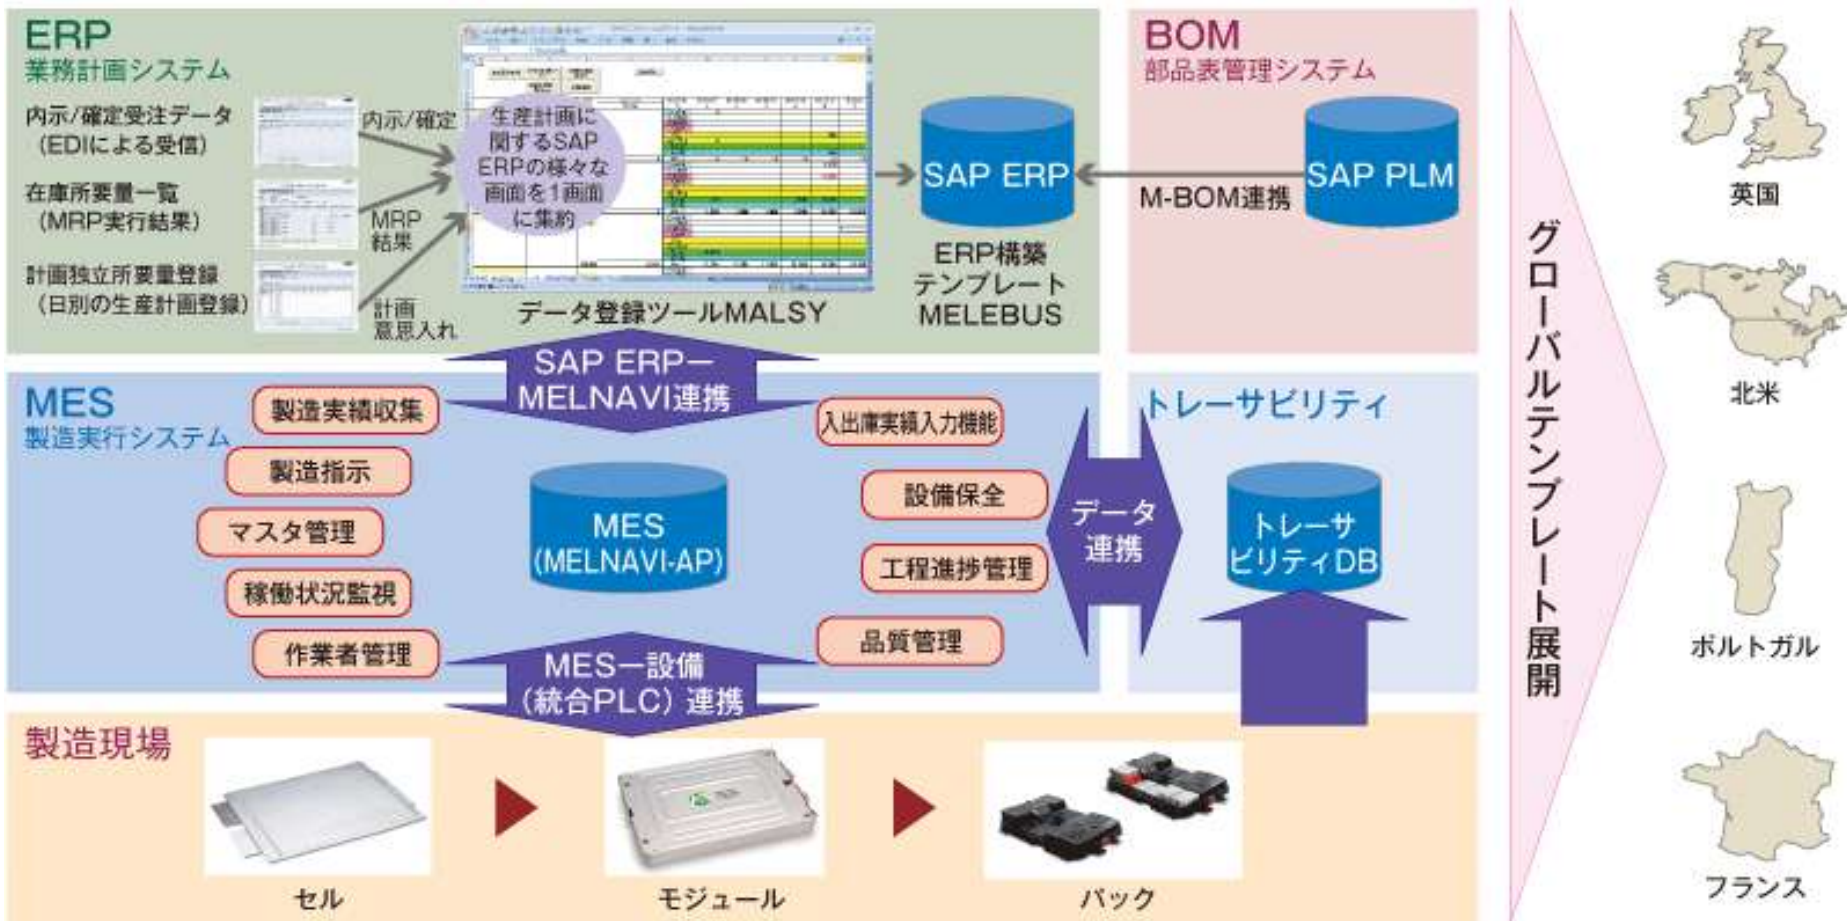 ERP
業務計画システム
内示/確定受注データ
(EDIによる受信)
在庫所要量一覧
(MRP実行結果)
計画独立所要量登録
(日別の生産計画登録)
内示/確定
MRP
結果
計画
意思入れ
生産計画に
関するSAP
ERPの様々な
画面を1画面
に集約
データ登録ツールMALSY
SAP ERP
ERP構築
テンプレート
MELEBUS
BOM
部品表管理システム
SAP PLM
M-BOM連携
SAP ERPー
MELNAVI連携
MES
製造実行システム
製造実績収集
製造指示
マスタ管理
稼働状況監視
作業者管理
MES
(MELNAVI-AP)
入出庫実績入力機能
設備保全
工程進捗管理
品質管理
データ
連携
トレーサビリティ
トレーサ
ビリティDB
MESー設備
(統合PLC) 連携
製造現場
セル
モジュール
パック
グローバルテンプレート展開
英国
北米
ポルトガル
フランス